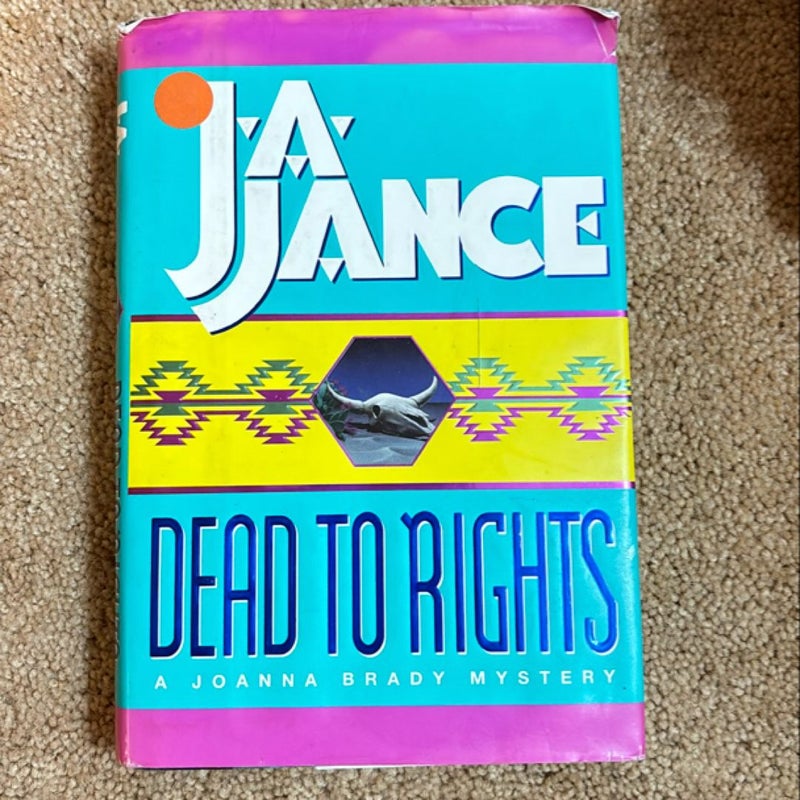 J.A.
JANCE
DEAD TO RIGHTS
A JOANNA BRADY MYSTERY